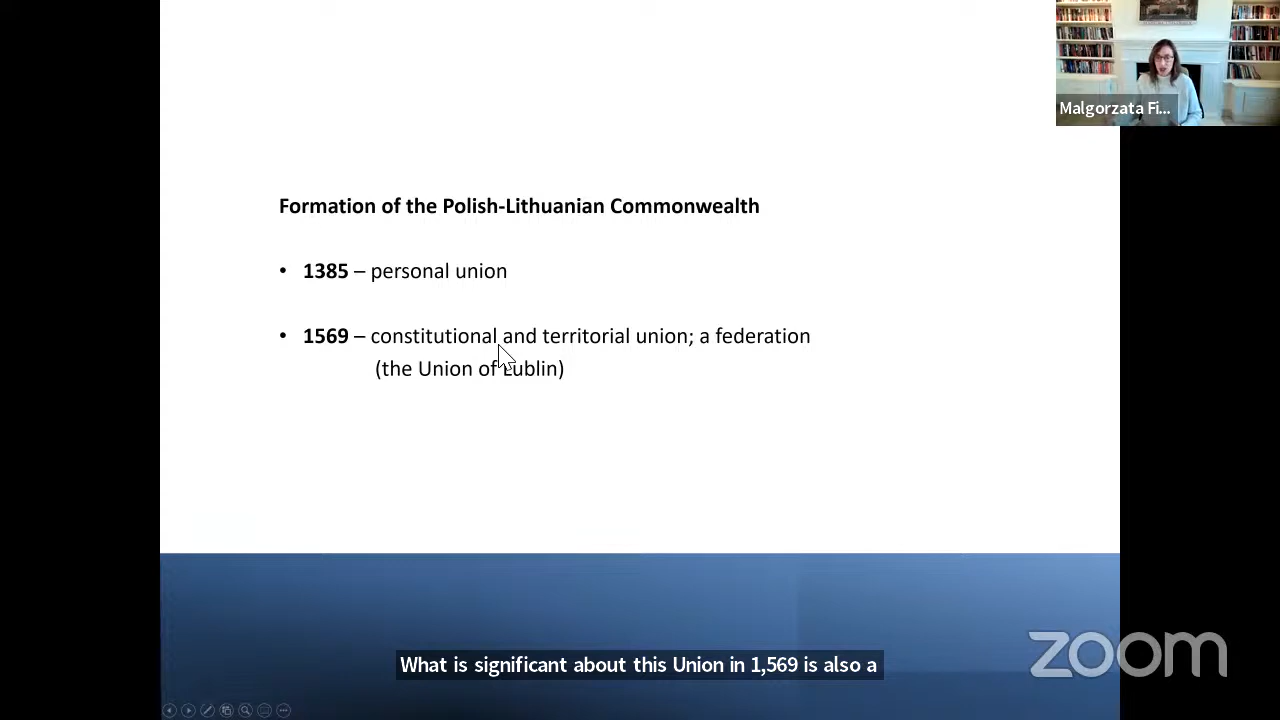 Malgorzata Fi...
Formation of the Polish-Lithuanian Commonwealth
• 1385 – personal union
• 1569 – constitutional and territorial union; a federation
(the Union of Lublin)
What is significant about this Union in 1,569 is also a
zoom